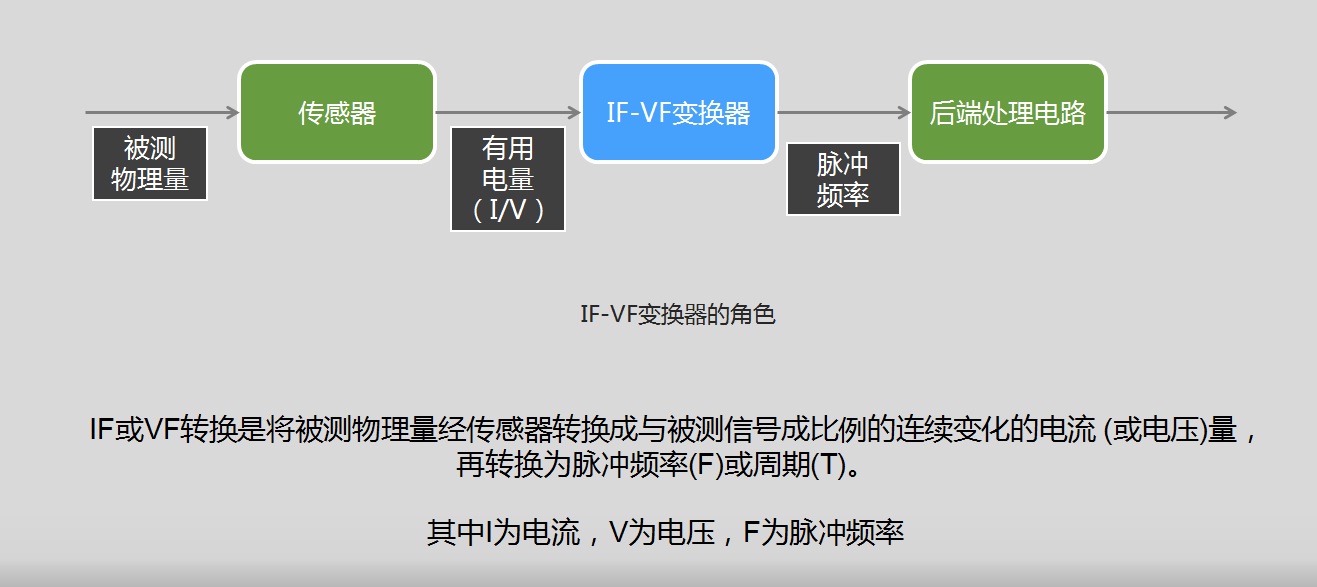 传感器
IF-VF变换器
后端处理电路
被测
物理量
有用
电量
（I/V）
脉冲
频率
IF-VF变换器的角色
IF或VF转换是将被测物理量经传感器转换成与被测信号成比例的连续变化的电流 (或电压)量，
再转换为脉冲频率(F)或周期(T)。
其中I为电流，V为电压，F为脉冲频率